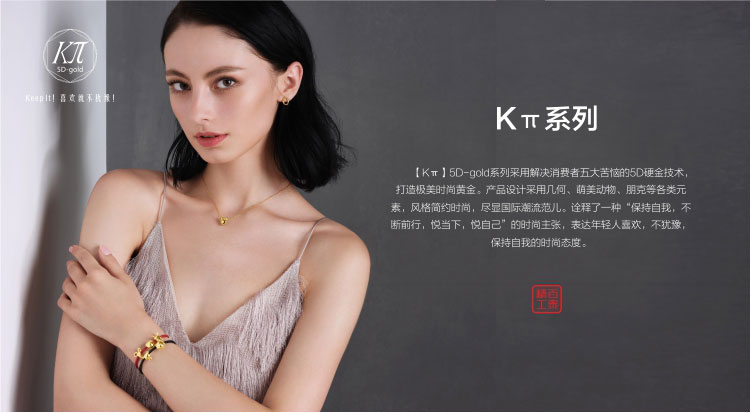 Kπ
5D-gold
Keep it! 喜欢就不犹豫!
Kπ系列
【Kπ】5D-gold系列采用解决消费者五大苦恼的5D硬金技术，
打造极美时尚黄金。产品设计采用几何、萌美动物、朋克等各类元
素，风格简约时尚，尽显国际潮流范儿。诠释了一种“保持自我，不
断前行，悦当下，悦自己”的时尚主张，表达年轻人喜欢，不犹豫，
保持自我的时尚态度。
百泰
精工